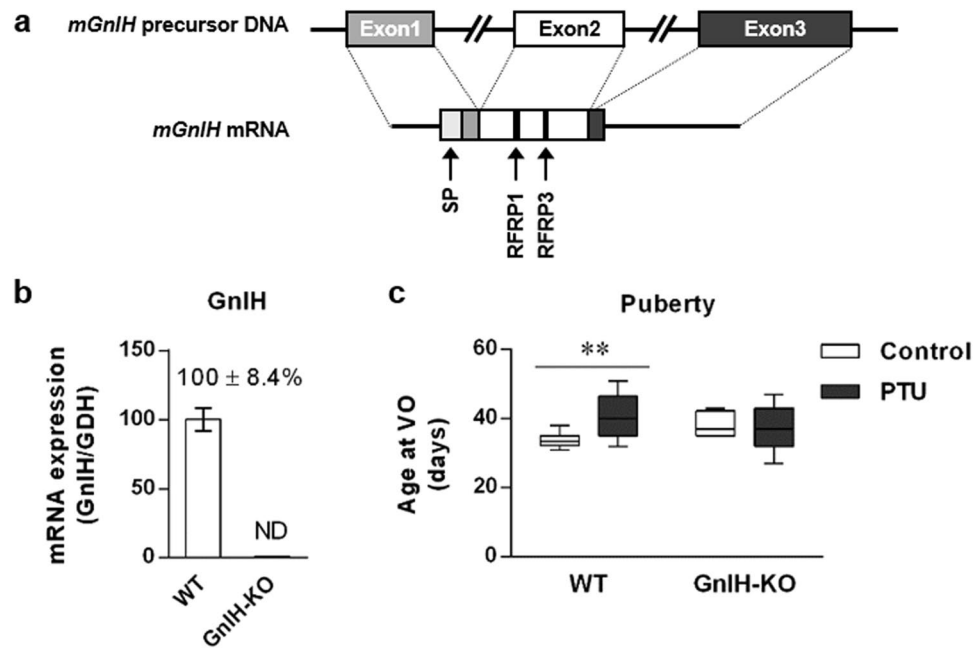 a
mGnIH precursor DNA
Exon1
Exon2
Exon3
mGnIH mRNA
SP
RFRP1
RFRP3
b
GnIH
mRNA expression
(GnIH/GDH)
150
100
50
0
100 ± 8.4%
ND
WT
GnIH-KO
c
Puberty
Age at VO
(days)
60
40
20
0
**
WT
GnIH-KO
Control
PTU